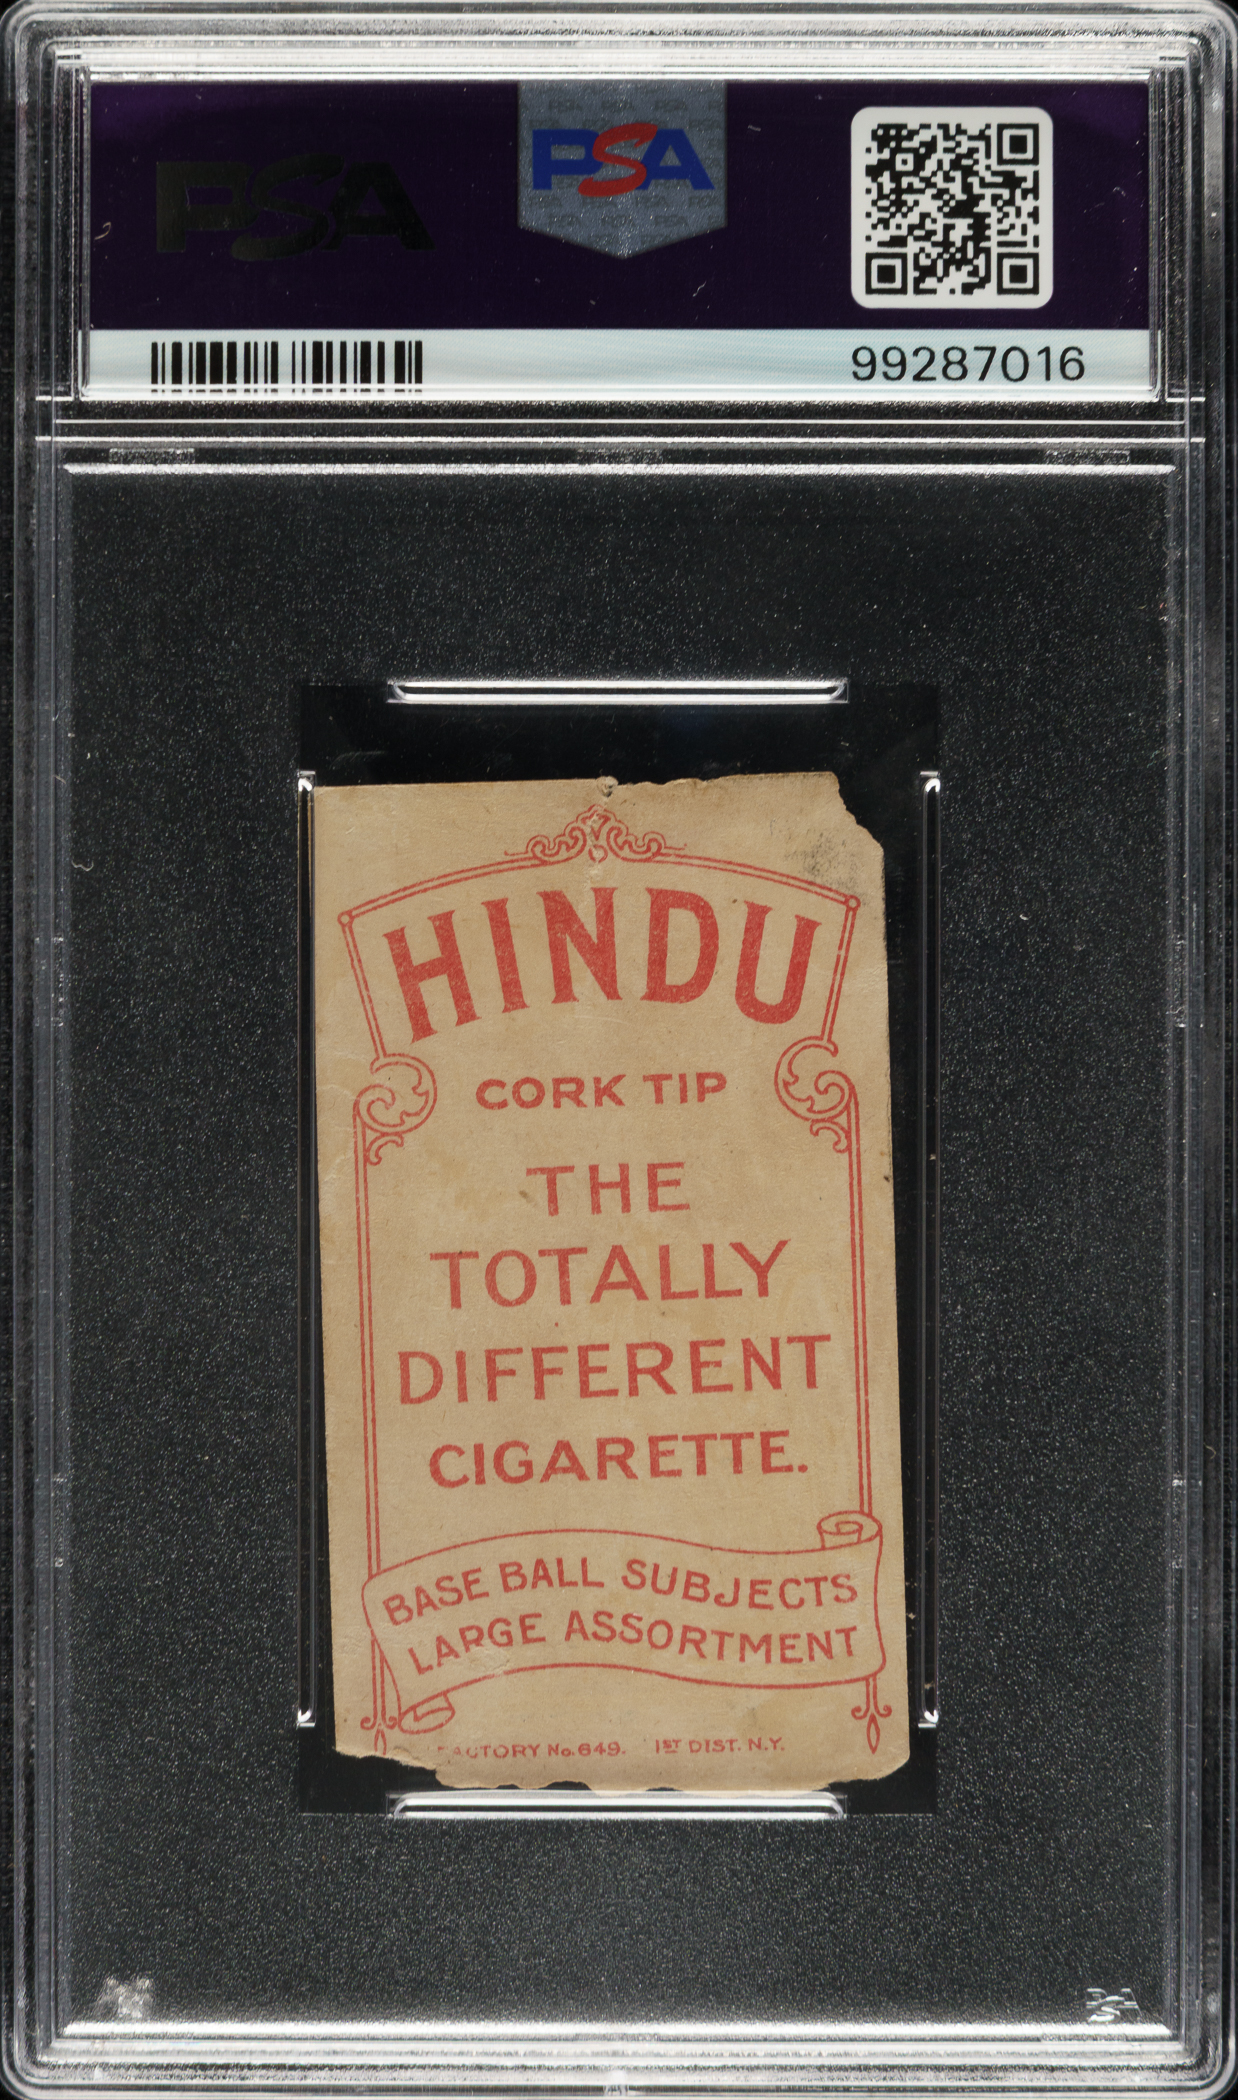 PSA
PSA
99287016
HINDU
CORK TIP
THE
TOTALLY
DIFFERENT
CIGARETTE.
BASE BALL SUBJECTS
LARGE ASSORTMENT
ACTORY No. 649. 1ST DIST. N.Y.